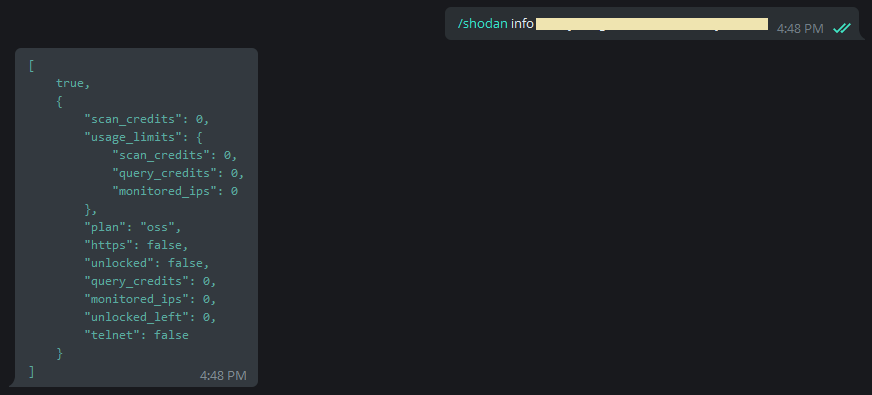 /shodan info
4:48 PM
[
    true,
    {
        "scan_credits": 0,
        "usage_limits": {
            "scan_credits": 0,
            "query_credits": 0,
            "monitored_ips": 0
        },
        "plan": "oss",
        "https": false,
        "unlocked": false,
        "query_credits": 0,
        "monitored_ips": 0,
        "unlocked_left": 0,
        "telnet": false
    }
]
4:48 PM